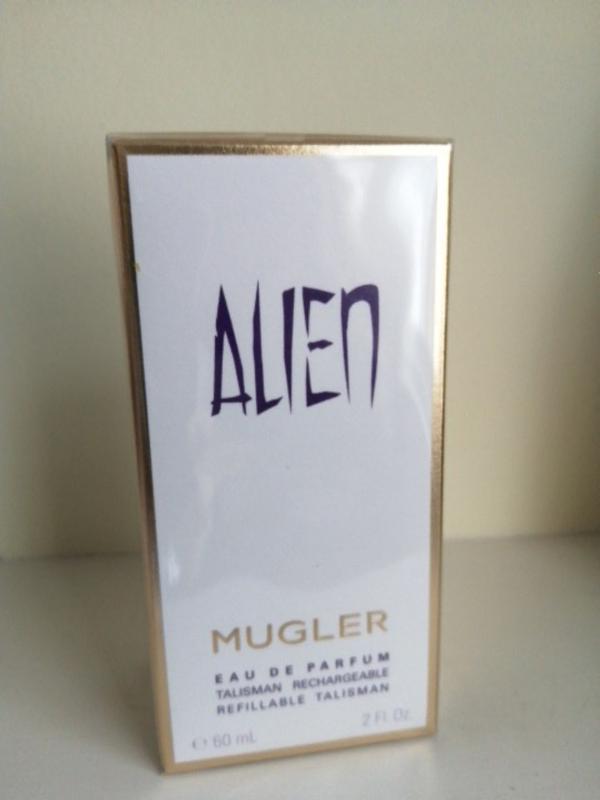 ALIEN
MUGLER
EAU DE PARFUM
TALISMAN RECHARGEABLE
REFILLABLE TALISMAN
2 Fl. Oz.
℮ 60 mL